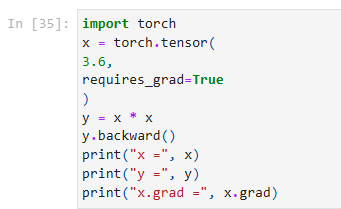 In [35]: import torch
x = torch.tensor(
3.6,
requires_grad=True
)
y = x * x
y.backward()
print("x =", x)
print("y =", y)
print("x.grad =", x.grad)